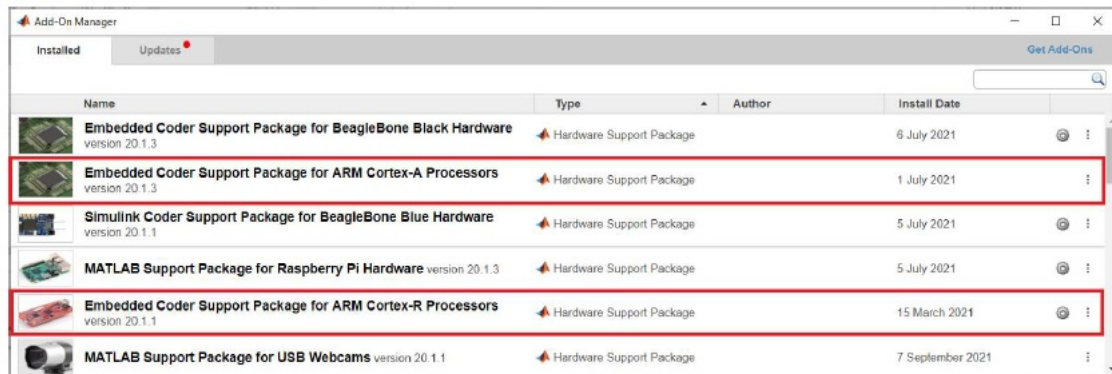 Add-On Manager
Installed Updates Get Add-Ons
Name Type Author Install Date
Embedded Coder Support Package for BeagleBone Black Hardware
version 20.1.3 Hardware Support Package 6 July 2021
Embedded Coder Support Package for ARM Cortex-A Processors
version 20.1.3 Hardware Support Package 1 July 2021
Simulink Coder Support Package for BeagleBone Blue Hardware
version 20.1.1 Hardware Support Package 5 July 2021
MATLAB Support Package for Raspberry Pi Hardware version 20.1.3 Hardware Support Package 5 July 2021
Embedded Coder Support Package for ARM Cortex-R Processors
version 20.1.1 Hardware Support Package 15 March 2021
MATLAB Support Package for USB Webcams version 20.1.1 Hardware Support Package 7 September 2021